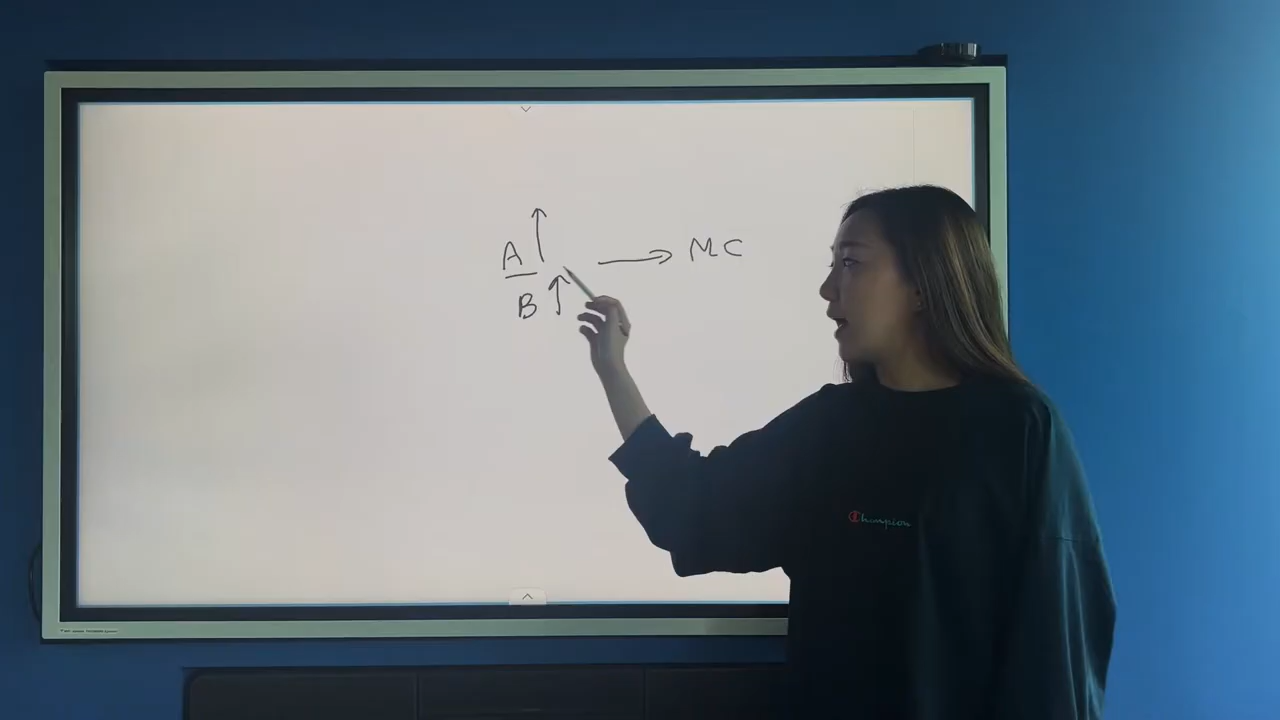 A ↑ → MC
B ↑
Champion